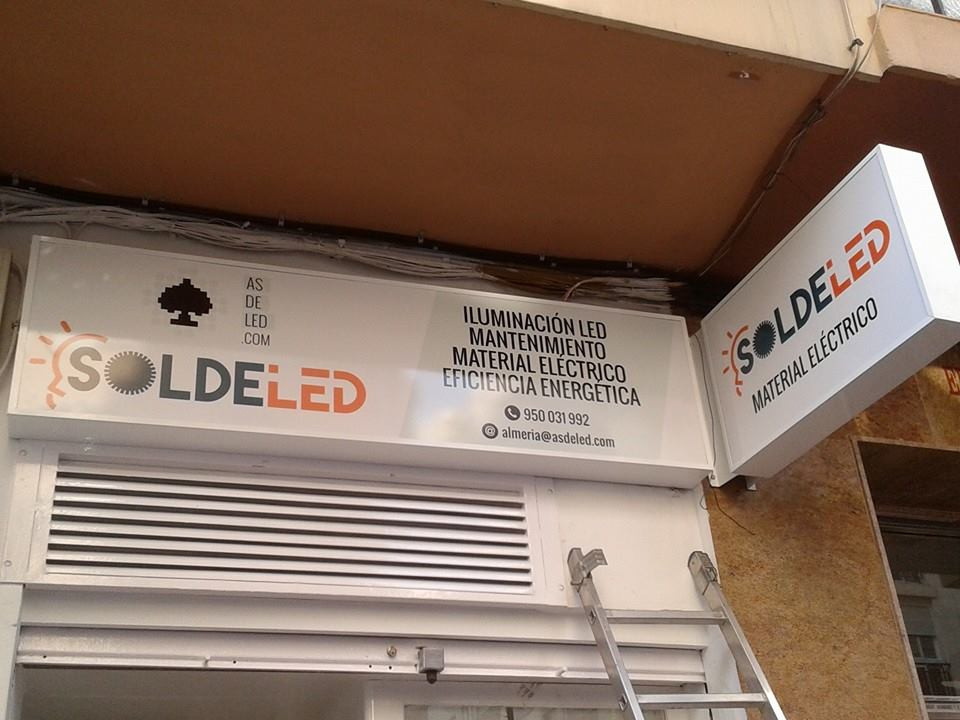 AS
DE
LED
.COM
SOLDELED
ILUMINACIÓN LED
MANTENIMIENTO
MATERIAL ELÉCTRICO
EFICIENCIA ENERGÉTICA
950 031 992
almeria@asdeled.com
SOLDELED
MATERIAL ELÉCTRICO